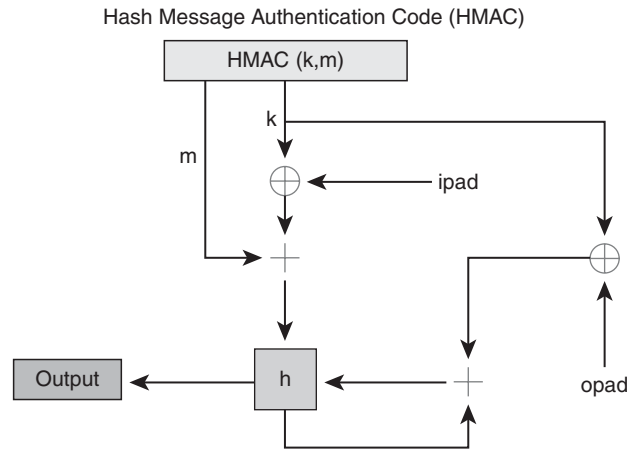 Hash Message Authentication Code (HMAC)
HMAC (k,m)
k
m
ipad
Output
h
opad